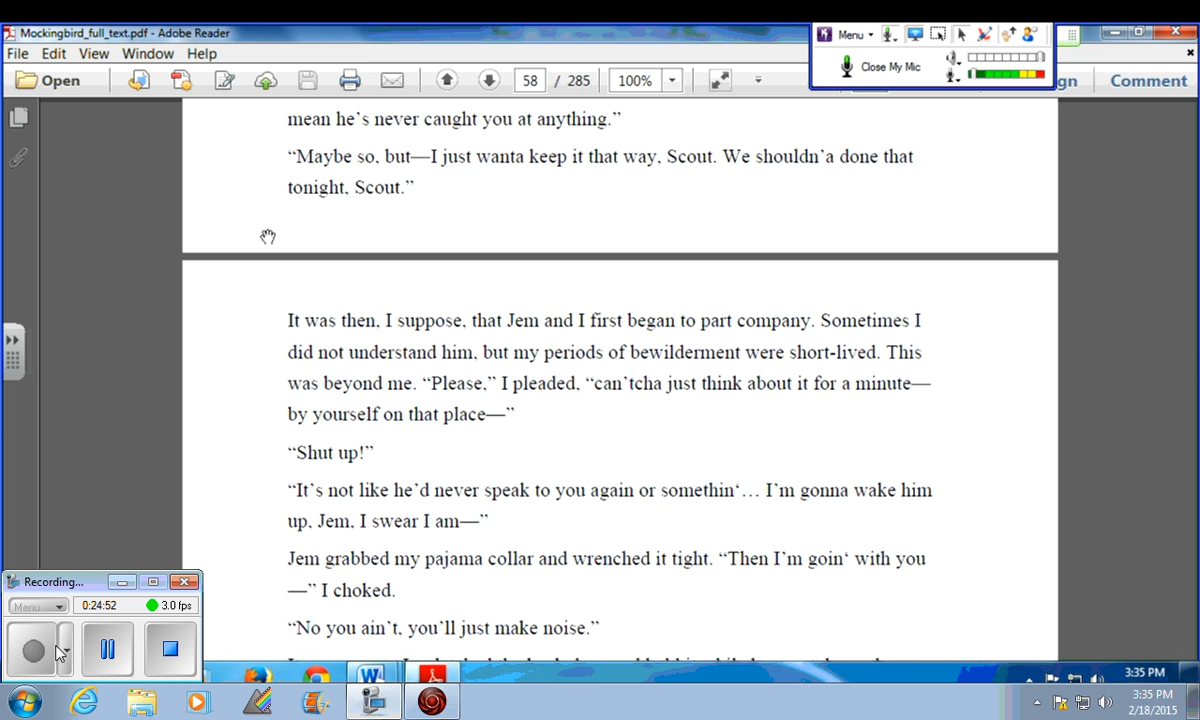 Mockingbird_full_text.pdf - Adobe Reader
Menu
File Edit View Window Help
Close My Mic
Open
58 / 285
100%
gn
Comment
mean he's never caught you at anything.”
“Maybe so, but—I just wanta keep it that way, Scout. We shouldn'a done that
tonight, Scout.”
It was then, I suppose, that Jem and I first began to part company. Sometimes I
did not understand him, but my periods of bewilderment were short-lived. This
was beyond me. “Please,” I pleaded, “can'tcha just think about it for a minute—
by yourself on that place—”
“Shut up!”
“It's not like he'd never speak to you again or somethin‘… I'm gonna wake him
up, Jem, I swear I am—”
Jem grabbed my pajama collar and wrenched it tight. “Then I'm goin‘ with you
—” I choked.
“No you ain't, you'll just make noise.”
Recording...
Menu
0:24:52
3.0 fps
3:35 PM
3:35 PM
2/18/2015